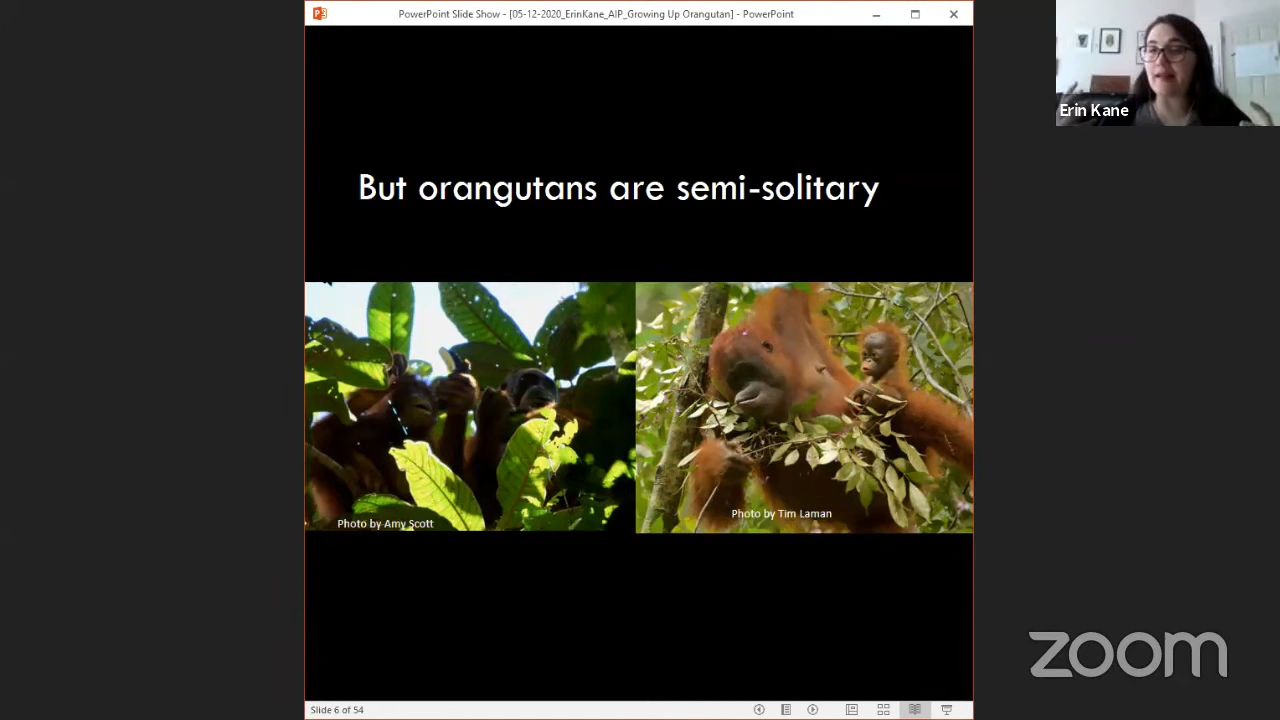 PowerPoint Slide Show - [05-12-2020_ErinKane_AIP_Growing Up Orangutan] - PowerPoint
Erin Kane
But orangutans are semi-solitary
Photo by Amy Scott
Photo by Tim Laman
zoom
Slide 6 of 54